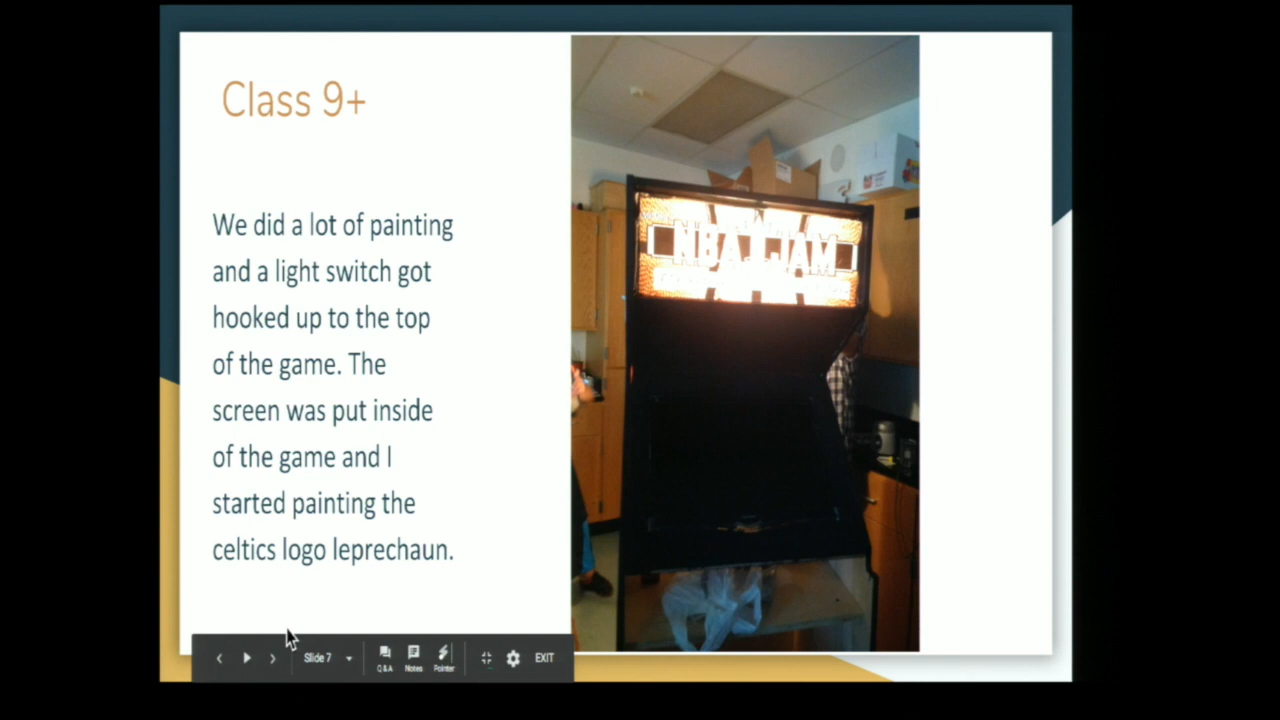 Class 9+
We did a lot of painting
and a light switch got
hooked up to the top
of the game. The
screen was put inside
of the game and I
started painting the
celtics logo leprechaun.
NBA JAM
Slide 7
Q&A
Notes
Pointer
EXIT